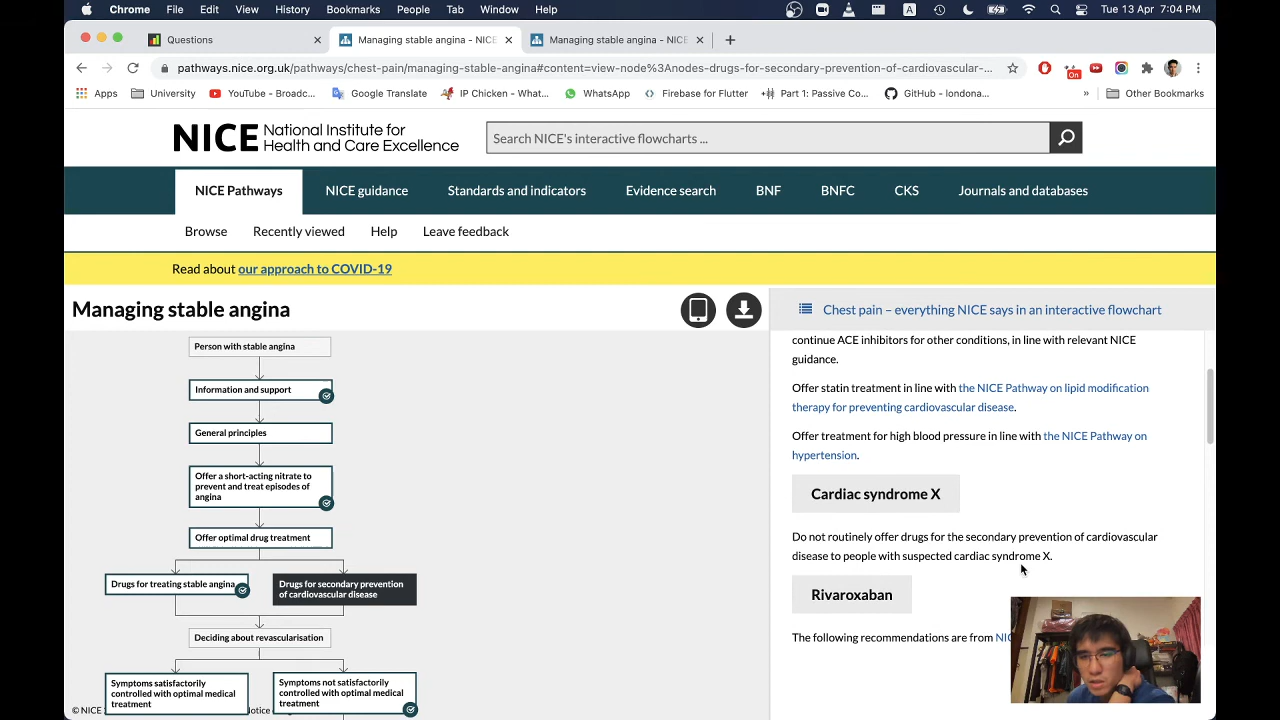 Chrome File Edit View History Bookmarks People Tab Window Help A Tue 13 Apr 7:04 PM
Questions
Managing stable angina - NICE
Managing stable angina - NICE
pathways.nice.org.uk/pathways/chest-pain/managing-stable-angina#content=view-node%3Anodes-drugs-for-secondary-prevention-of-cardiovascular-...
On
Apps University YouTube - Broadc... Google Translate IP Chicken - What... WhatsApp Firebase for Flutter Part 1: Passive Co... GitHub - londona... » Other Bookmarks
NICE National Institute for
Health and Care Excellence
Search NICE's interactive flowcharts ...
NICE Pathways NICE guidance Standards and indicators Evidence search BNF BNFC CKS Journals and databases
Browse Recently viewed Help Leave feedback
Read about our approach to COVID-19
Managing stable angina
Person with stable angina
Information and support
General principles
Offer a short-acting nitrate to
prevent and treat episodes of
angina
Offer optimal drug treatment
Drugs for treating stable angina
Drugs for secondary prevention
of cardiovascular disease
Deciding about revascularisation
Symptoms satisfactorily
controlled with optimal medical
treatment
Symptoms not satisfactorily
controlled with optimal medical
treatment
© NICE
otice
Chest pain – everything NICE says in an interactive flowchart
continue ACE inhibitors for other conditions, in line with relevant NICE
guidance.
Offer statin treatment in line with the NICE Pathway on lipid modification
therapy for preventing cardiovascular disease.
Offer treatment for high blood pressure in line with the NICE Pathway on
hypertension.
Cardiac syndrome X
Do not routinely offer drugs for the secondary prevention of cardiovascular
disease to people with suspected cardiac syndrome X.
Rivaroxaban
The following recommendations are from NIC